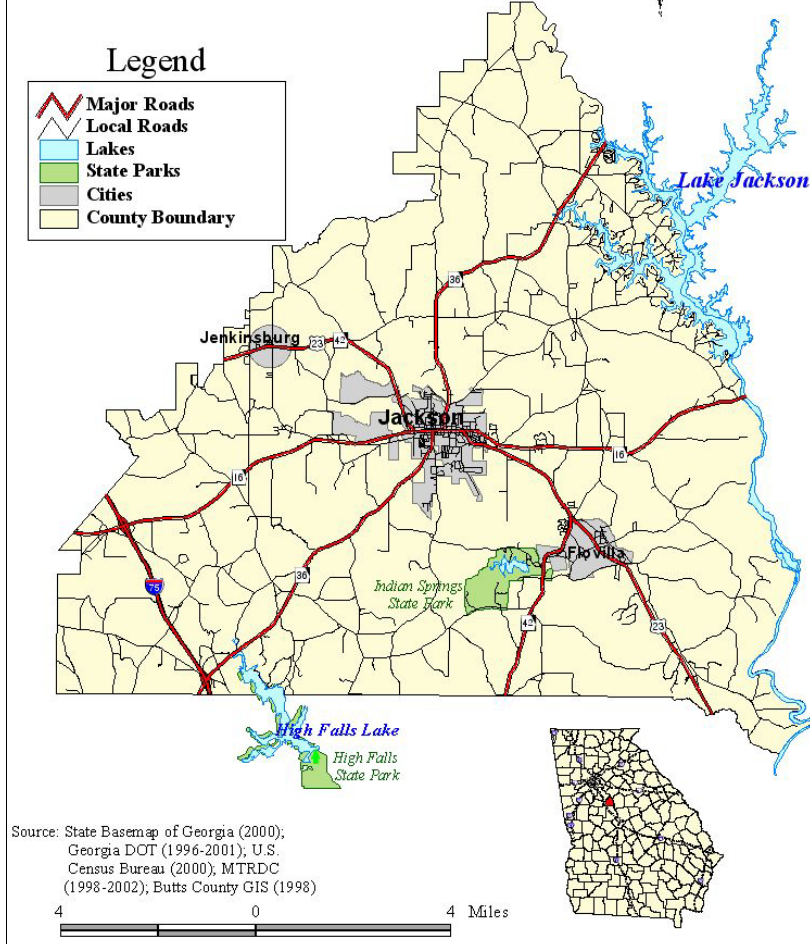 Legend
Major Roads
Local Roads
Lakes
State Parks
Cities
County Boundary
Lake Jackson
36
Jenkinsburg
23
42
Jackson
16
16
Flovilla
75
36
Indian Springs
State Park
42
23
High Falls Lake
High Falls
State Park
Source: State Basemap of Georgia (2000);
Georgia DOT (1996-2001); U.S.
Census Bureau (2000); MTRDC
(1998-2002); Butts County GIS (1998)
4 0 4 Miles